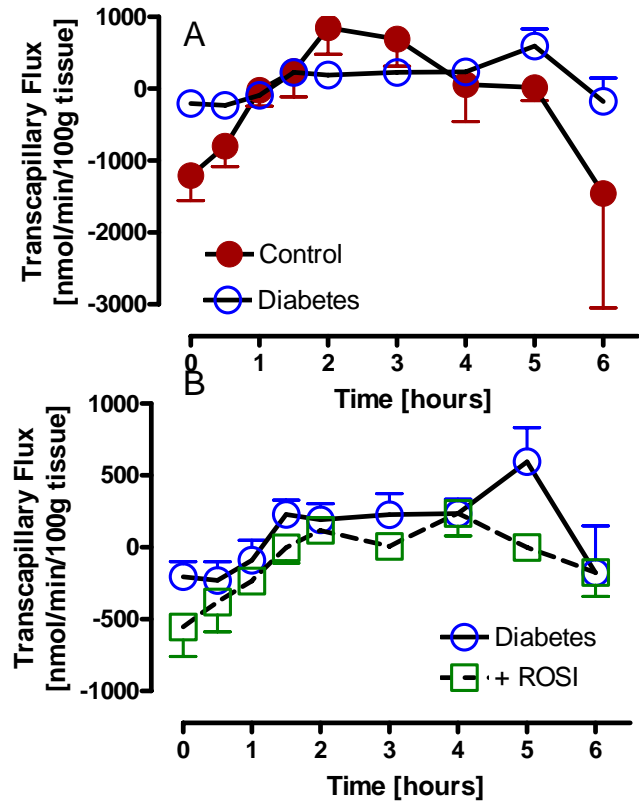 A
Transcapillary Flux
[nmol/min/100g tissue]
1000
0
-1000
-2000
-3000
Control
Diabetes
0 1 2 3 4 5 6
Time [hours]
B
Transcapillary Flux
[nmol/min/100g tissue]
1000
500
0
-500
-1000
Diabetes
+ ROSI
0 1 2 3 4 5 6
Time [hours]